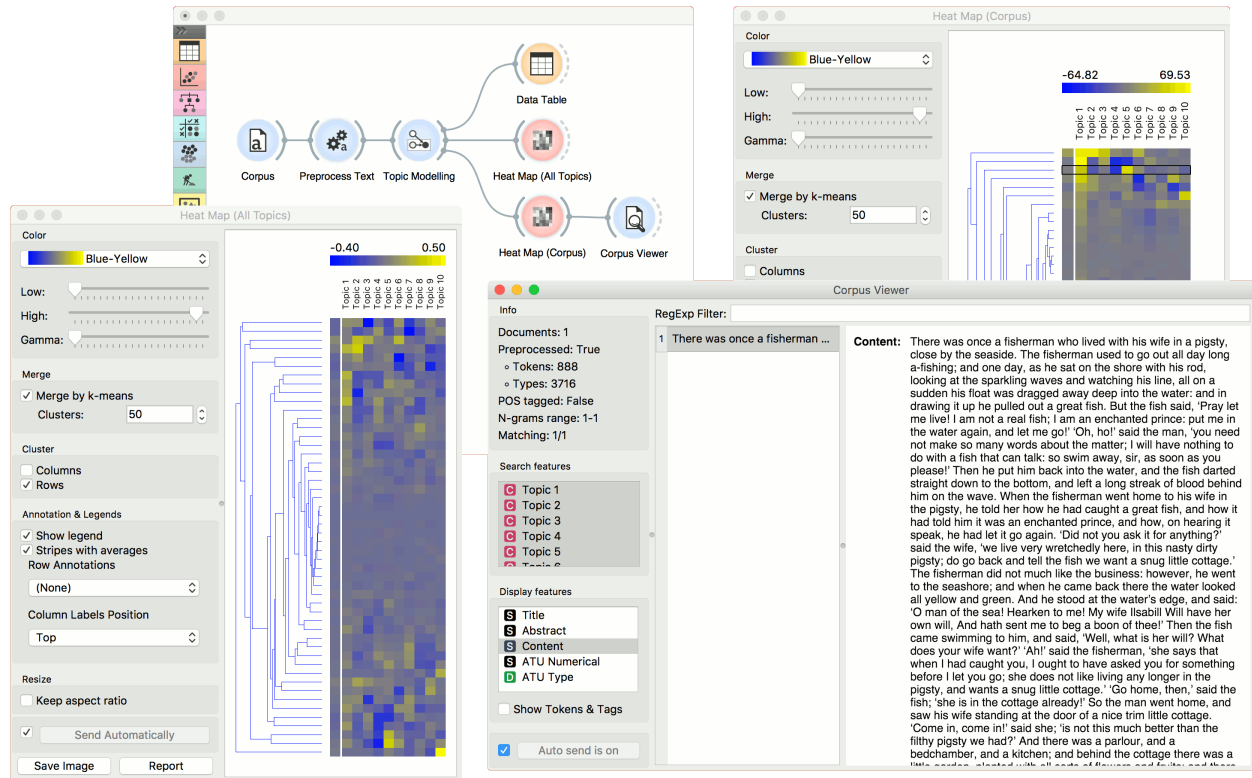 Data Table
Corpus
Preprocess Text
Topic Modelling
Heat Map (All Topics)
Heat Map (Corpus)
Corpus Viewer
Heat Map (Corpus)
Color
Blue-Yellow
Low:
High:
Gamma:
Merge
Merge by k-means
Clusters:
50
Cluster
Columns
-64.82
69.53
Topic 1
Topic 2
Topic 3
Topic 4
Topic 5
Topic 6
Topic 7
Topic 8
Topic 9
Topic 10
Heat Map (All Topics)
Color
Blue-Yellow
Low:
High:
Gamma:
Merge
Merge by k-means
Clusters:
50
Cluster
Columns
Rows
Annotation & Legends
Show legend
Stripes with averages
Row Annotations
(None)
Column Labels Position
Top
Resize
Keep aspect ratio
Send Automatically
Save Image
Report
-0.40
0.50
Topic 1
Topic 2
Topic 3
Topic 4
Topic 5
Topic 6
Topic 7
Topic 8
Topic 9
Topic 10
Corpus Viewer
Info
Documents: 1
Preprocessed: True
Tokens: 888
Types: 3716
POS tagged: False
N-grams range: 1-1
Matching: 1/1
Search features
C Topic 1
C Topic 2
C Topic 3
C Topic 4
C Topic 5
Display features
S Title
S Abstract
S Content
S ATU Numerical
D ATU Type
Show Tokens & Tags
Auto send is on
RegExp Filter:
1 There was once a fisherman ...
Content:
There was once a fisherman who lived with his wife in a pigsty,
close by the seaside. The fisherman used to go out all day long
a-fishing; and one day, as he sat on the shore with his rod,
looking at the sparkling waves and watching his line, all on a
sudden his float was dragged away deep into the water: and in
drawing it up he pulled out a great fish. But the fish said, 'Pray let
me live! I am not a real fish; I am an enchanted prince: put me in
the water again, and let me go!' 'Oh, ho!' said the man, 'you need
not make so many words about the matter; I will have nothing to
do with a fish that can talk: so swim away, sir, as soon as you
please!' Then he put him back into the water, and the fish darted
straight down to the bottom, and left a long streak of blood behind
him on the wave. When the fisherman went home to his wife in
the pigsty, he told her how he had caught a great fish, and how it
had told him it was an enchanted prince, and how, on hearing it
speak, he had let it go again. 'Did not you ask it for anything?'
said the wife, 'we live very wretchedly here, in this nasty dirty
pigsty; do go back and tell the fish we want a snug little cottage.'
The fisherman did not much like the business: however, he went
to the seashore; and when he came back there the water looked
all yellow and green. And he stood at the water's edge, and said:
'O man of the sea! Hearken to me! My wife Ilsabill Will have her
own will, And hath sent me to beg a boon of thee!' Then the fish
came swimming to him, and said, 'Well, what is her will? What
does your wife want?' 'Ah!' said the fisherman, 'she says that
when I had caught you, I ought to have asked you for something
before I let you go; she does not like living any longer in the
pigsty, and wants a snug little cottage.' 'Go home, then,' said the
fish; 'she is in the cottage already!' So the man went home, and
saw his wife standing at the door of a nice trim little cottage.
'Come in, come in!' said she; 'is not this much better than the
filthy pigsty we had?' And there was a parlour, and a
bedchamber, and a kitchen; and behind the cottage there was a